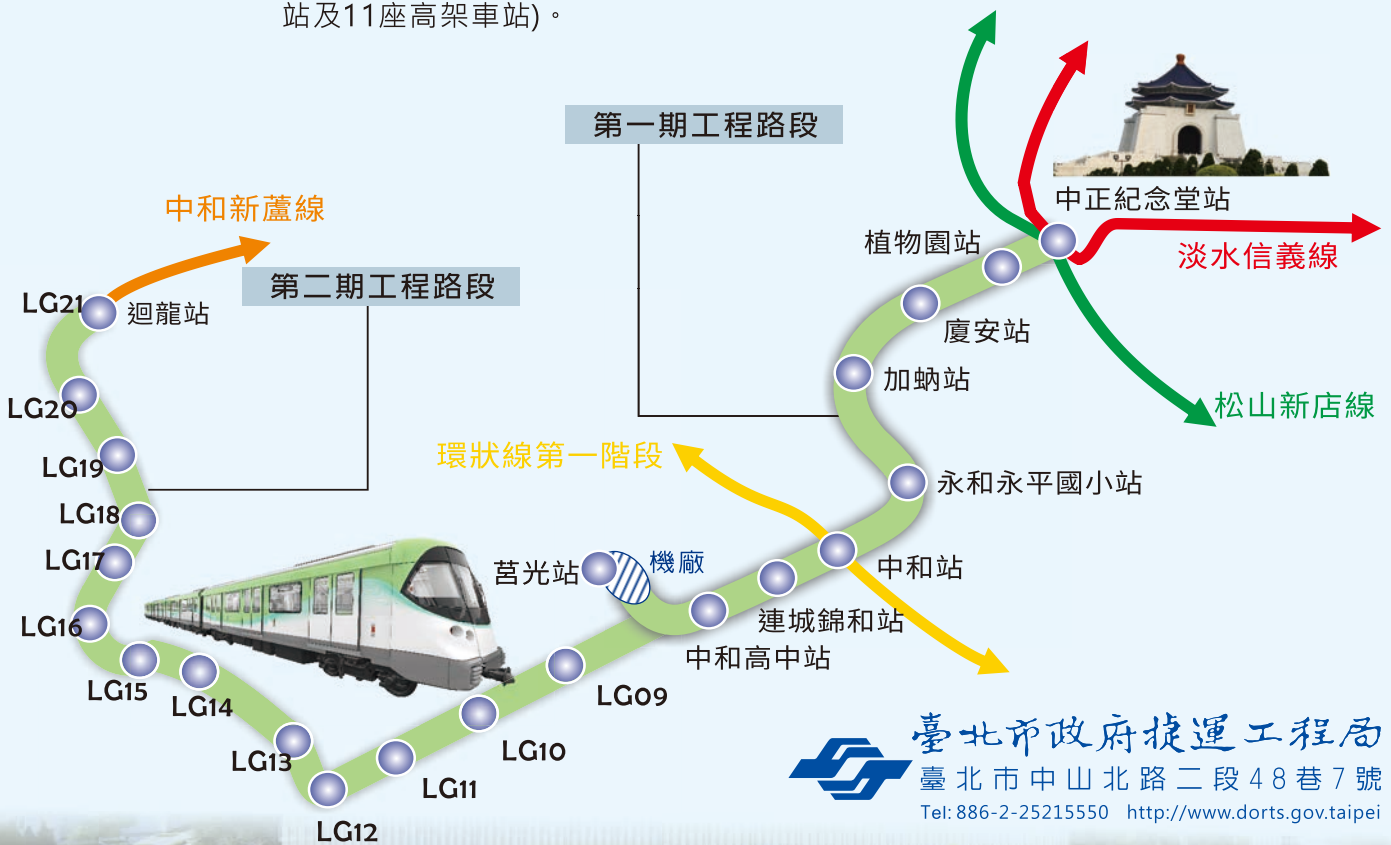 站及11座高架車站)。
第一期工程路段
中正紀念堂站
中和新蘆線
植物園站
淡水信義線
第二期工程路段
LG21
迴龍站
廈安站
加蚋站
LG20
松山新店線
環狀線第一階段
LG19
永和永平國小站
LG18
LG17
莒光站
機廠
中和站
LG16
連城錦和站
中和高中站
LG15
LG09
LG14
LG10
LG13
LG11
LG12
臺北市政府捷運工程局
臺北市中山北路二段48巷7號
Tel: 886-2-25215550 http://www.dorts.gov.taipei